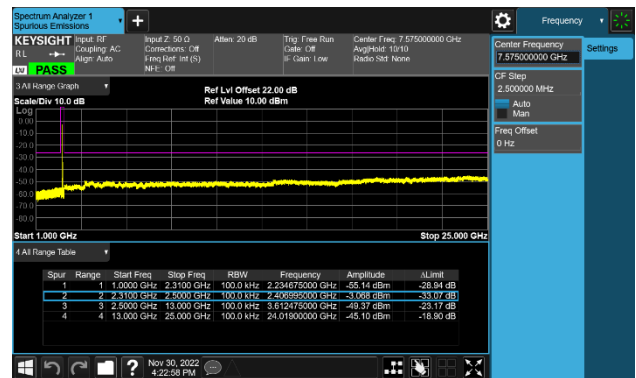 Spectrum Analyzer 1
Spurious Emissions
+
Frequency
KEYSIGHT
RL
LW PASS
Input: RF
Coupling: AC
Align: Auto
Input Z: 50 Ω
Corrections: Off
Freq Ref: Int (S)
NFE: Off
Atten: 20 dB
Trig: Free Run
Gate: Off
IF Gain: Low
Center Freq: 7.575000000 GHz
Avg|Hold: 10/10
Radio Std: None
Center Frequency
7.575000000 GHz
Settings
CF Step
2.500000 MHz
Auto
Man
Freq Offset
0 Hz
3 All Range Graph
Scale/Div 10.0 dB
Ref Lvl Offset 22.00 dB
Ref Value 10.00 dBm
Log
0.00
-10.0
-20.0
-30.0
-40.0
-50.0
-60.0
-70.0
-80.0
Start 1.000 GHz
Stop 25.000 GHz
4 All Range Table
Spur Range Start Freq Stop Freq RBW Frequency Amplitude ΔLimit
1 1 1.0000 GHz 2.3100 GHz 100.0 kHz 2.234675000 GHz -55.14 dBm -28.94 dB
2 2 2.3100 GHz 2.5000 GHz 100.0 kHz 2.406995000 GHz -3.068 dBm -33.07 dB
3 3 2.5000 GHz 13.000 GHz 100.0 kHz 3.612475000 GHz -49.37 dBm -23.17 dB
4 4 13.000 GHz 25.000 GHz 100.0 kHz 24.01900000 GHz -45.10 dBm -18.90 dB
?
Nov 30, 2022
4:22:58 PM